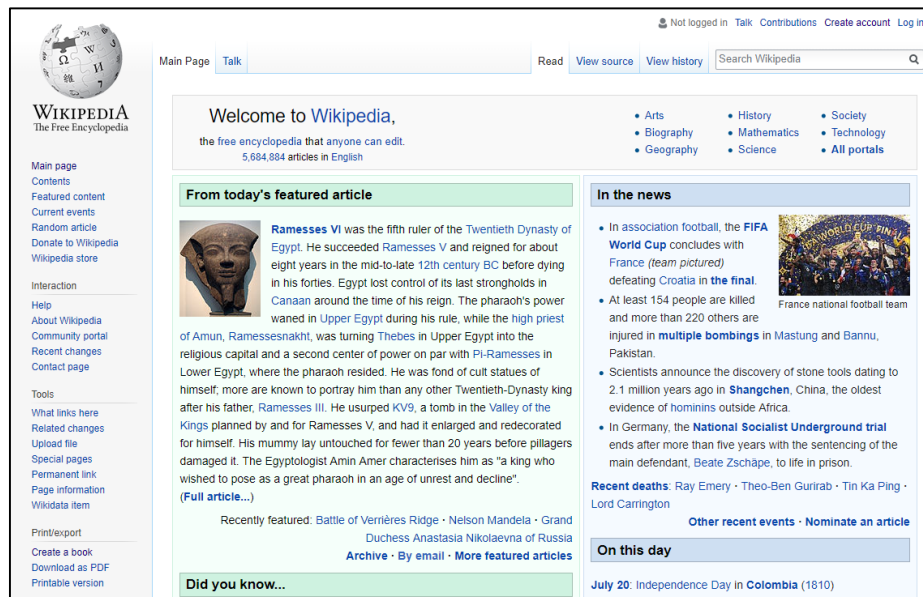 Not logged in Talk Contributions Create account Log in
Main Page Talk
Read View source View history Search Wikipedia
WIKIPEDIA
The Free Encyclopedia
Main page
Contents
Featured content
Current events
Random article
Donate to Wikipedia
Wikipedia store
Interaction
Help
About Wikipedia
Community portal
Recent changes
Contact page
Tools
What links here
Related changes
Upload file
Special pages
Permanent link
Page information
Wikidata item
Print/export
Create a book
Download as PDF
Printable version
Welcome to Wikipedia,
the free encyclopedia that anyone can edit.
5,684,884 articles in English
• Arts
• Biography
• Geography
• History
• Mathematics
• Science
• Society
• Technology
• All portals
From today's featured article
Ramesses VI was the fifth ruler of the Twentieth Dynasty of
Egypt. He succeeded Ramesses V and reigned for about
eight years in the mid-to-late 12th century BC before dying
in his forties. Egypt lost control of its last strongholds in
Canaan around the time of his reign. The pharaoh's power
waned in Upper Egypt during his rule, while the high priest
of Amun, Ramessesnakht, was turning Thebes in Upper Egypt into the
religious capital and a second center of power on par with Pi-Ramesses in
Lower Egypt, where the pharaoh resided. He was fond of cult statues of
himself; more are known to portray him than any other Twentieth-Dynasty king
after his father, Ramesses III. He usurped KV9, a tomb in the Valley of the
Kings planned by and for Ramesses V, and had it enlarged and redecorated
for himself. His mummy lay untouched for fewer than 20 years before pillagers
damaged it. The Egyptologist Amin Amer characterises him as "a king who
wished to pose as a great pharaoh in an age of unrest and decline".
(Full article...)
Recently featured: Battle of Verrières Ridge · Nelson Mandela · Grand
Duchess Anastasia Nikolaevna of Russia
Archive · By email · More featured articles
Did you know...
In the news
• In association football, the FIFA
World Cup concludes with
France (team pictured)
defeating Croatia in the final.
WORLD CUP FINAL
France national football team
• At least 154 people are killed
and more than 220 others are
injured in multiple bombings in Mastung and Bannu,
Pakistan.
• Scientists announce the discovery of stone tools dating to
2.1 million years ago in Shangchen, China, the oldest
evidence of hominins outside Africa.
• In Germany, the National Socialist Underground trial
ends after more than five years with the sentencing of the
main defendant, Beate Zschäpe, to life in prison.
Recent deaths: Ray Emery · Theo-Ben Gurirab · Tin Ka Ping ·
Lord Carrington
Other recent events · Nominate an article
On this day
July 20: Independence Day in Colombia (1810)